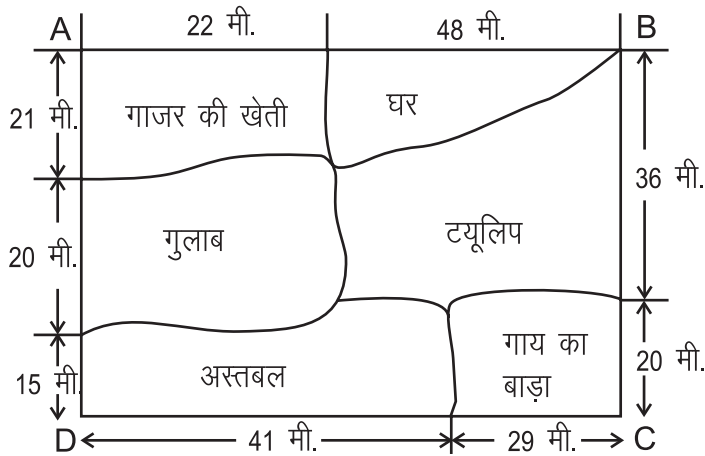 A 22 मी. 48 मी. B
21 मी. गाजर की खेती घर
36 मी.
20 मी. गुलाब टयूलिप
15 मी. अस्तबल गाय का
बाड़ा 20 मी.
D 41 मी. 29 मी. C